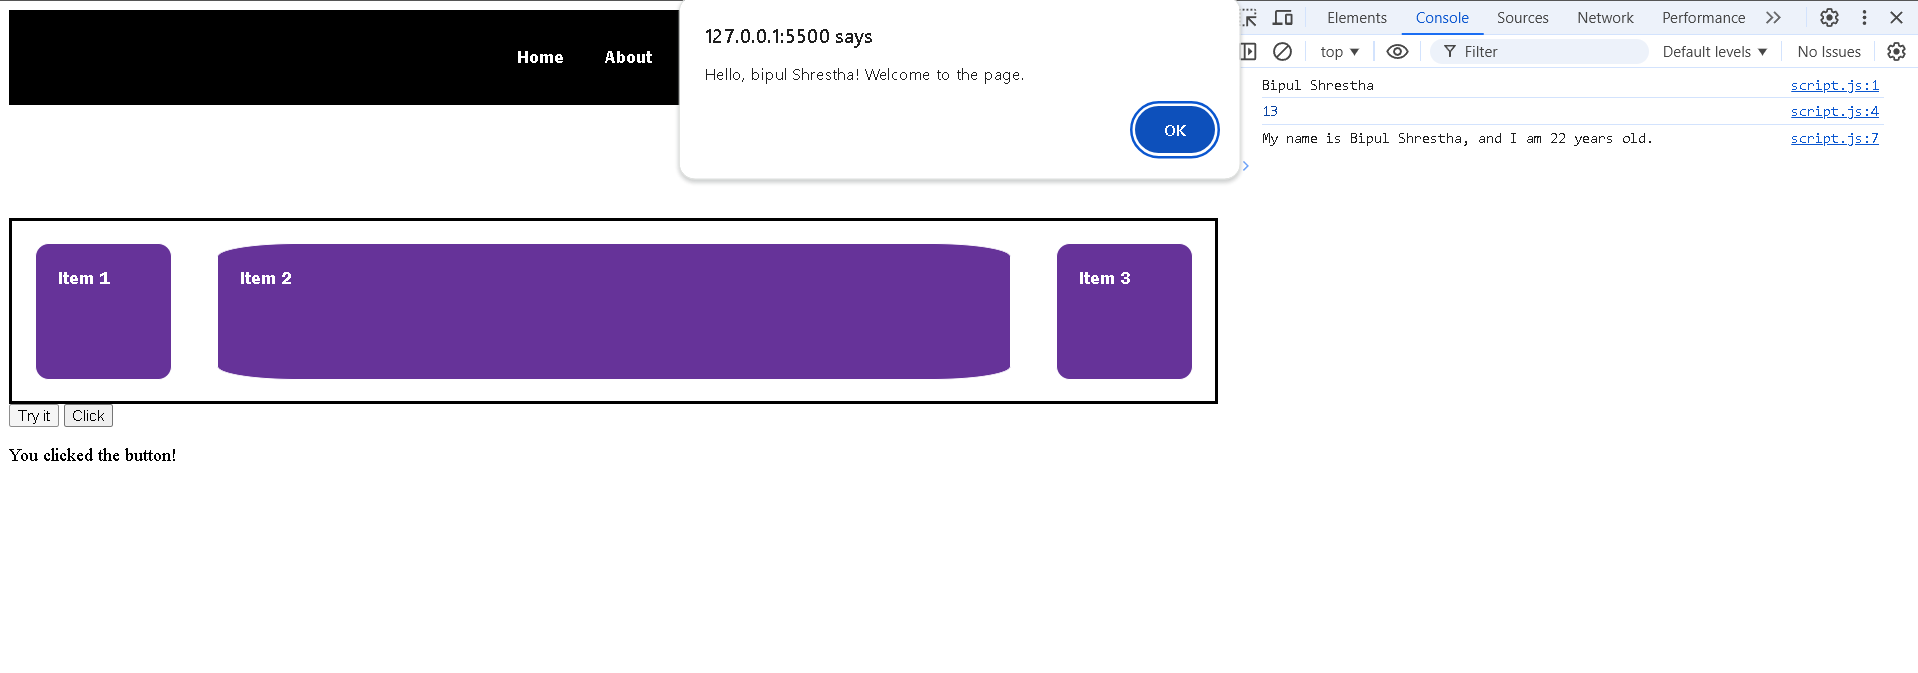 Home About
127.0.0.1:5500 says
Hello, bipul Shrestha! Welcome to the page.
OK
Item 1 Item 2 Item 3
Try it Click
You clicked the button!
Elements Console Sources Network Performance
top Filter Default levels No Issues
Bipul Shrestha script.js:1
13 script.js:4
My name is Bipul Shrestha, and I am 22 years old. script.js:7